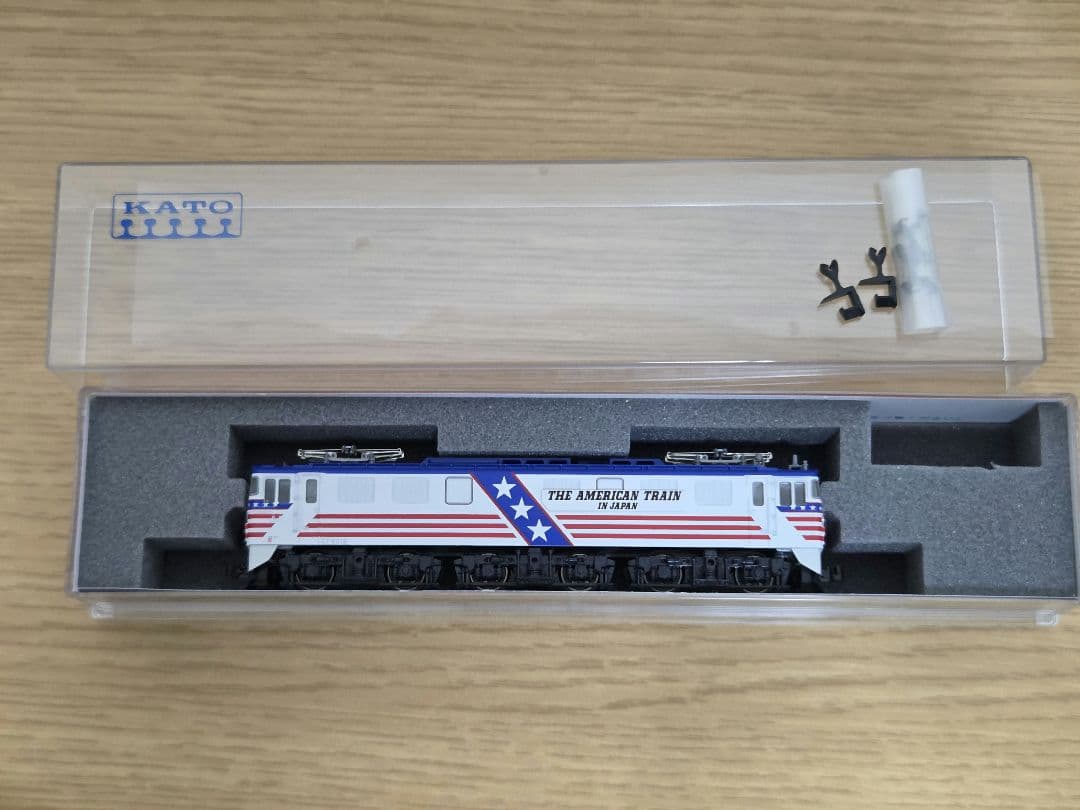 KATO
THE AMERICAN TRAIN
IN JAPAN